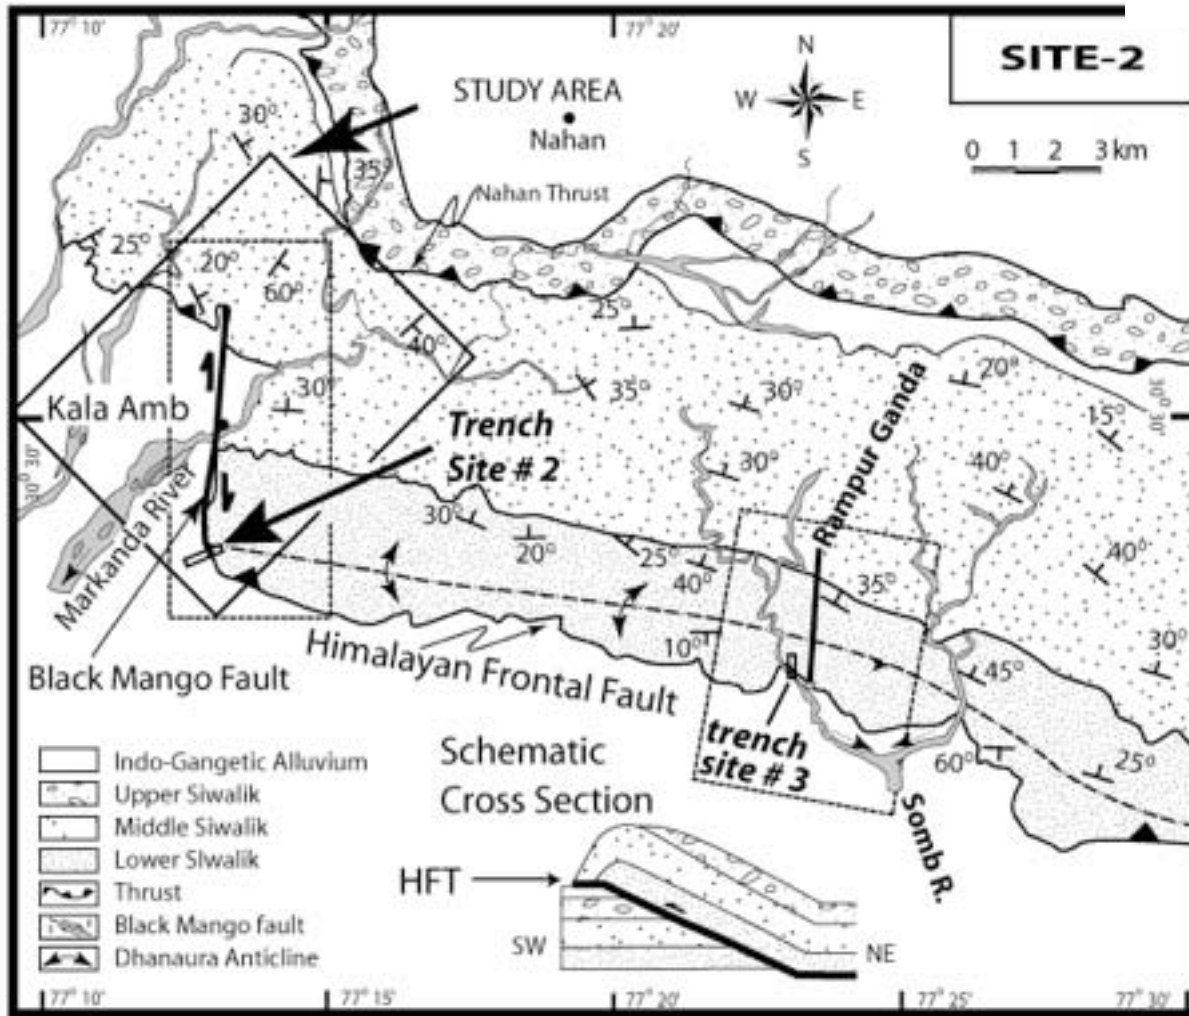 77° 10'
77° 20'
SITE-2
STUDY AREA
Nahan
N
W
E
S
0 1 2 3 km
30°
35°
Nahan Thrust
25°
20°
60°
40°
25°
35°
30°
20°
15°
30° 30'
Kala Amb
30°
Trench
Site # 2
30°
Rampur Ganda
40°
30° 30'
Markanda River
30°
20°
25°
40°
35°
40°
10°
30°
45°
Black Mango Fault
Himalayan Frontal Fault
trench
site # 3
60°
25°
Somb R.
Indo-Gangetic Alluvium
Upper Siwalik
Middle Siwalik
Lower SIwalik
Thrust
Black Mango fault
Dhanaura Anticline
Schematic
Cross Section
HFT
SW
NE
77° 10'
77° 15'
77° 20'
77° 25'
77° 30'